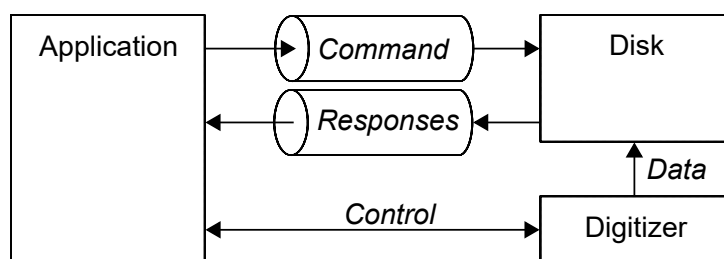 Application
Command
Disk
Responses
Data
Control
Digitizer